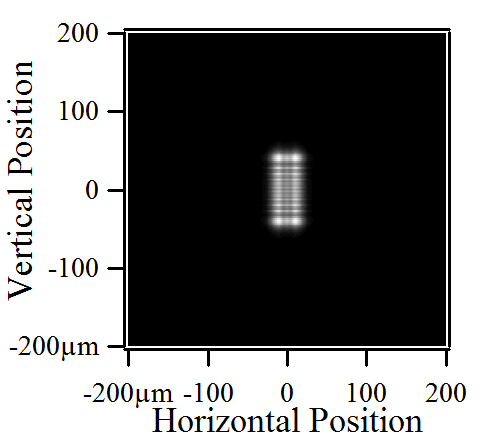 200
100
0
-100
-200µm
Vertical Position
-200µm -100 0 100 200
Horizontal Position